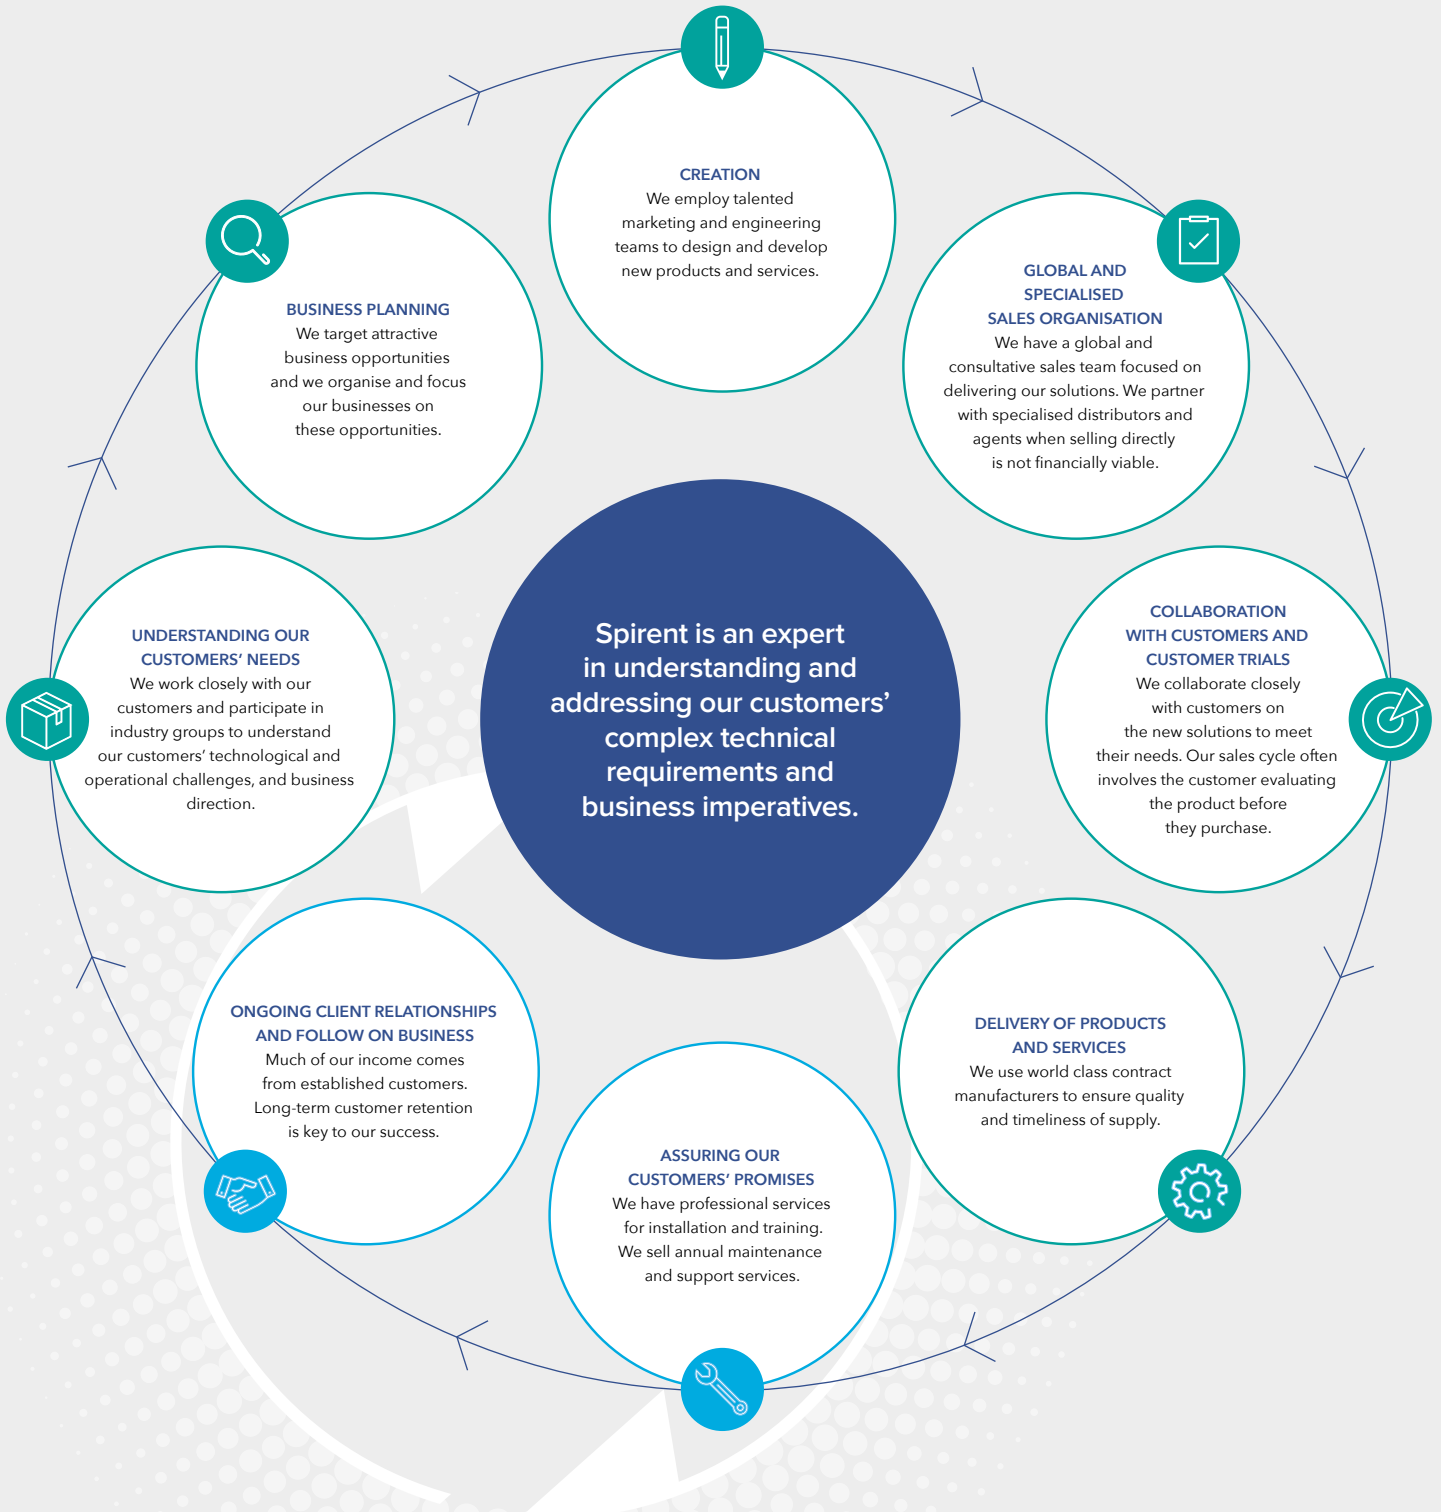 CREATION
We employ talented
marketing and engineering
teams to design and develop
new products and services.
GLOBAL AND
SPECIALISED
SALES ORGANISATION
We have a global and
consultative sales team focused on
delivering our solutions. We partner
with specialised distributors and
agents when selling directly
is not financially viable.
COLLABORATION
WITH CUSTOMERS AND
CUSTOMER TRIALS
We collaborate closely
with customers on
the new solutions to meet
their needs. Our sales cycle often
involves the customer evaluating
the product before
they purchase.
DELIVERY OF PRODUCTS
AND SERVICES
We use world class contract
manufacturers to ensure quality
and timeliness of supply.
ASSURING OUR
CUSTOMERS’ PROMISES
We have professional services
for installation and training.
We sell annual maintenance
and support services.
ONGOING CLIENT RELATIONSHIPS
AND FOLLOW ON BUSINESS
Much of our income comes
from established customers.
Long-term customer retention
is key to our success.
UNDERSTANDING OUR
CUSTOMERS’ NEEDS
We work closely with our
customers and participate in
industry groups to understand
our customers’ technological and
operational challenges, and business
direction.
BUSINESS PLANNING
We target attractive
business opportunities
and we organise and focus
our businesses on
these opportunities.
Spirent is an expert
in understanding and
addressing our customers’
complex technical
requirements and
business imperatives.